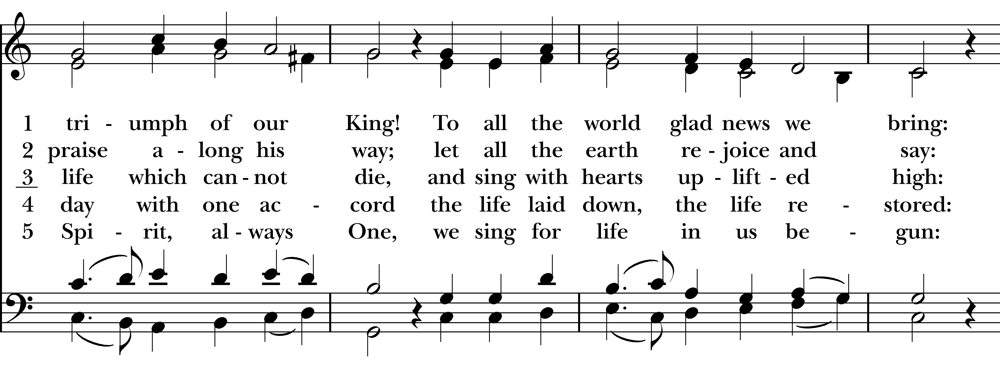 1 tri - umph of our King! To all the world glad news we bring:
2 praise a - long his way; let all the earth re - joice and say:
3 life which can - not die, and sing with hearts up - lift - ed high:
4 day with one ac - cord the life laid down, the life re - stored:
5 Spi - rit, al - ways One, we sing for life in us be - gun: